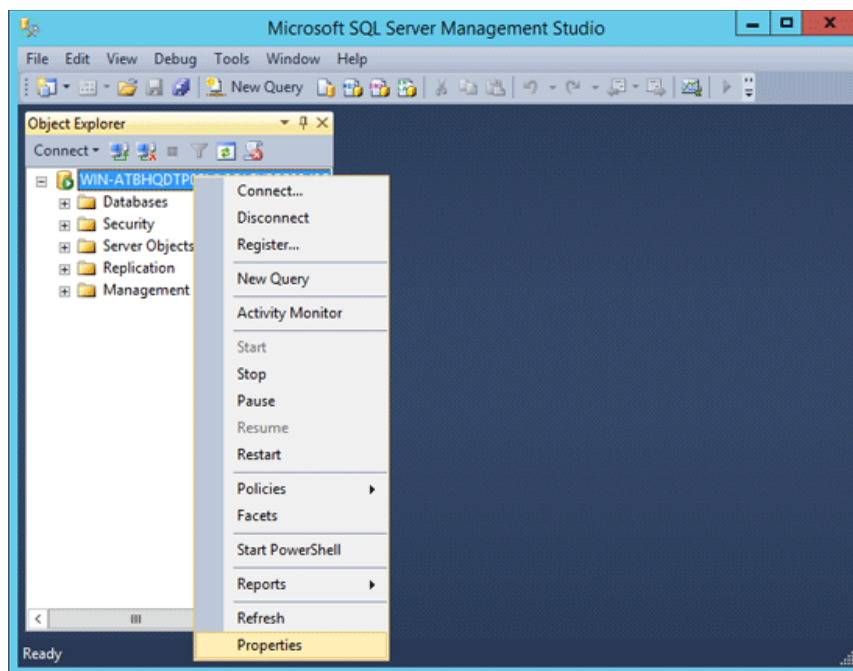 Microsoft SQL Server Management Studio
File Edit View Debug Tools Window Help
New Query
Object Explorer
Connect
WIN-ATBHQDTP
Databases
Security
Server Objects
Replication
Management
Connect...
Disconnect
Register...
New Query
Activity Monitor
Start
Stop
Pause
Resume
Restart
Policies
Facets
Start PowerShell
Reports
Refresh
Properties
Ready